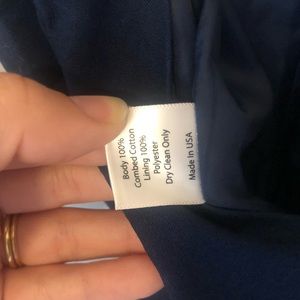 Body 100%
Combed Cotton
Lining 100%
Polyester
Dry Clean Only
Made In USA